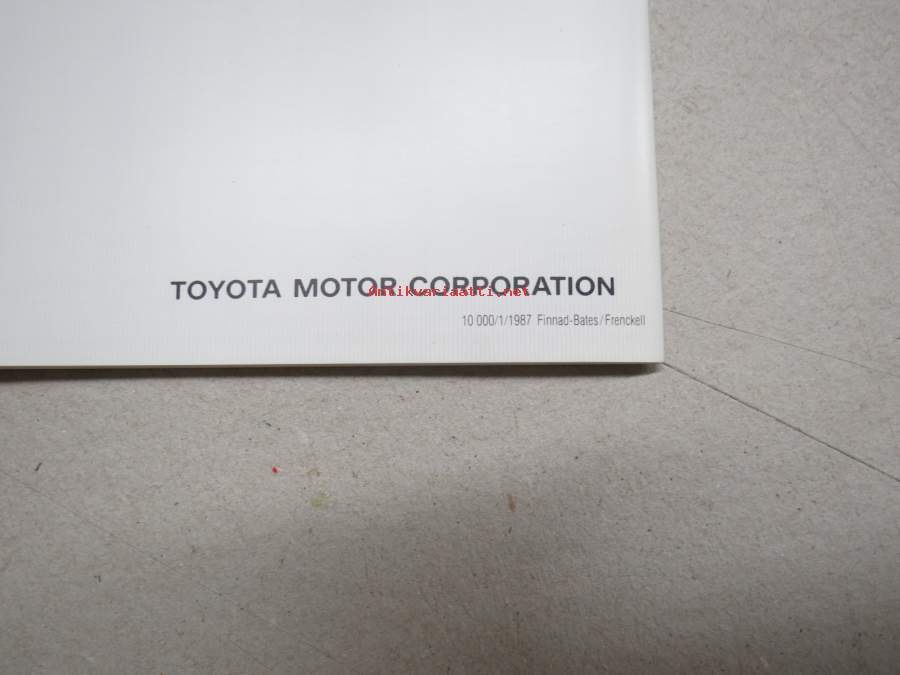 TOYOTA MOTOR CORPORATION
Antikvariaatti.net
10 000/1/1987 Finnad-Bates/Frenckell